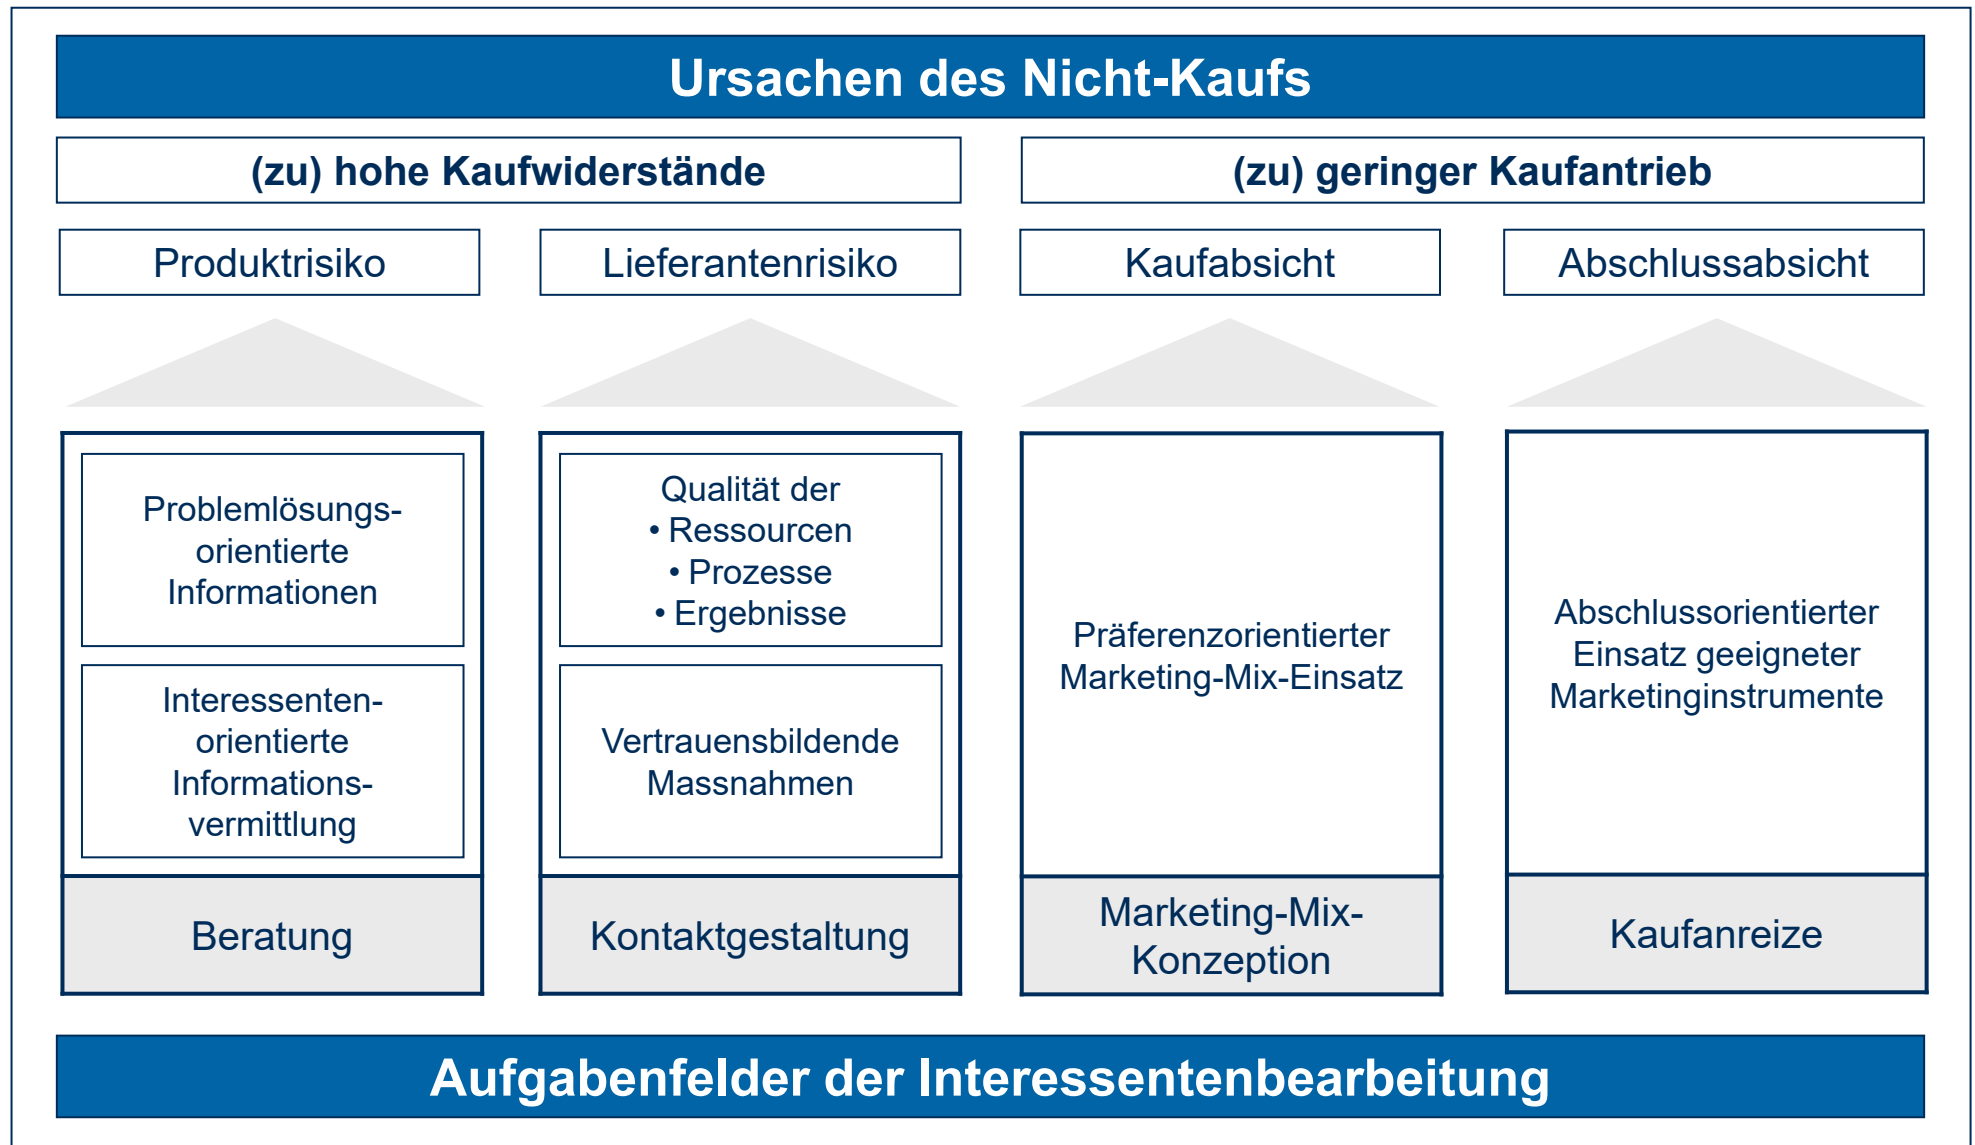 Ursachen des Nicht-Kaufs
(zu) hohe Kaufwiderstände
(zu) geringer Kaufantrieb
Produktrisiko
Lieferantenrisiko
Kaufabsicht
Abschlussabsicht
Problemlösungs-
orientierte
Informationen
Interessenten-
orientierte
Informations-
vermittlung
Beratung
Qualität der
• Ressourcen
• Prozesse
• Ergebnisse
Vertrauensbildende
Massnahmen
Kontaktgestaltung
Präferenzorientierter
Marketing-Mix-Einsatz
Marketing-Mix-
Konzeption
Abschlussorientierter
Einsatz geeigneter
Marketinginstrumente
Kaufanreize
Aufgabenfelder der Interessentenbearbeitung